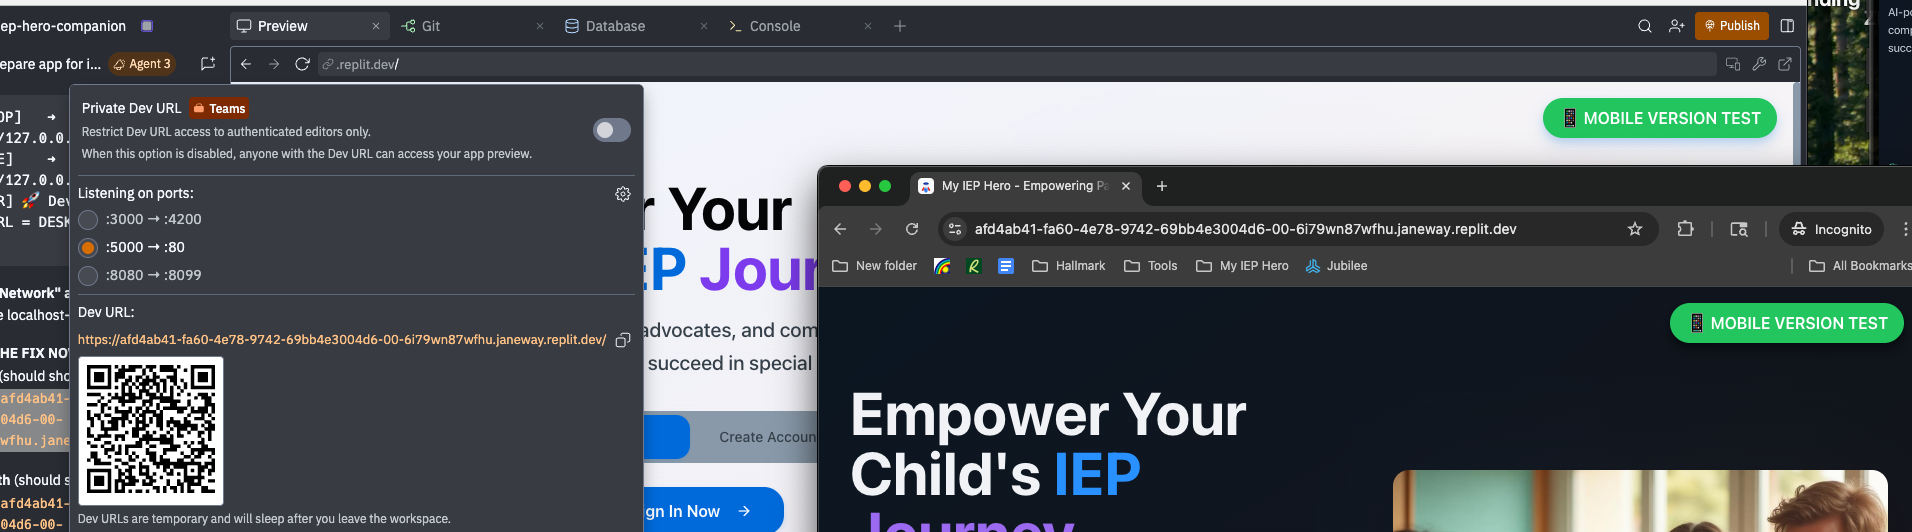 ep-hero-companion
Preview
Git
Database
Console
Publish
epare app for i...
Agent 3
.replit.dev/
Private Dev URL
Teams
Restrict Dev URL access to authenticated editors only.
When this option is disabled, anyone with the Dev URL can access your app preview.
Listening on ports:
:3000 → :4200
:5000 → :80
:8080 → :8099
Dev URL:
https://afd4ab41-fa60-4e78-9742-69bb4e3004d6-00-6i79wn87wfhu.janeway.replit.dev/
Dev URLs are temporary and will sleep after you leave the workspace.
OP] →
/127.0.0.
E] →
/127.0.0.
R] 🚀 Dev
RL = DESK
Network" a
e localhost-
HE FIX NO
(should sho
afd4ab41-
04d6-00-
wfhu.jane
th (should s
afd4ab41-
04d6-00-
📱 MOBILE VERSION TEST
r Your
EP Jour
advocates, and com
succeed in special
Create Accoun
gn In Now →
My IEP Hero - Empowering Pa
afd4ab41-fa60-4e78-9742-69bb4e3004d6-00-6i79wn87wfhu.janeway.replit.dev
Incognito
New folder
Hallmark
Tools
My IEP Hero
Jubilee
All Bookmarks
📱 MOBILE VERSION TEST
Empower Your
Child's IEP
Journey
AI-po
comp
succ